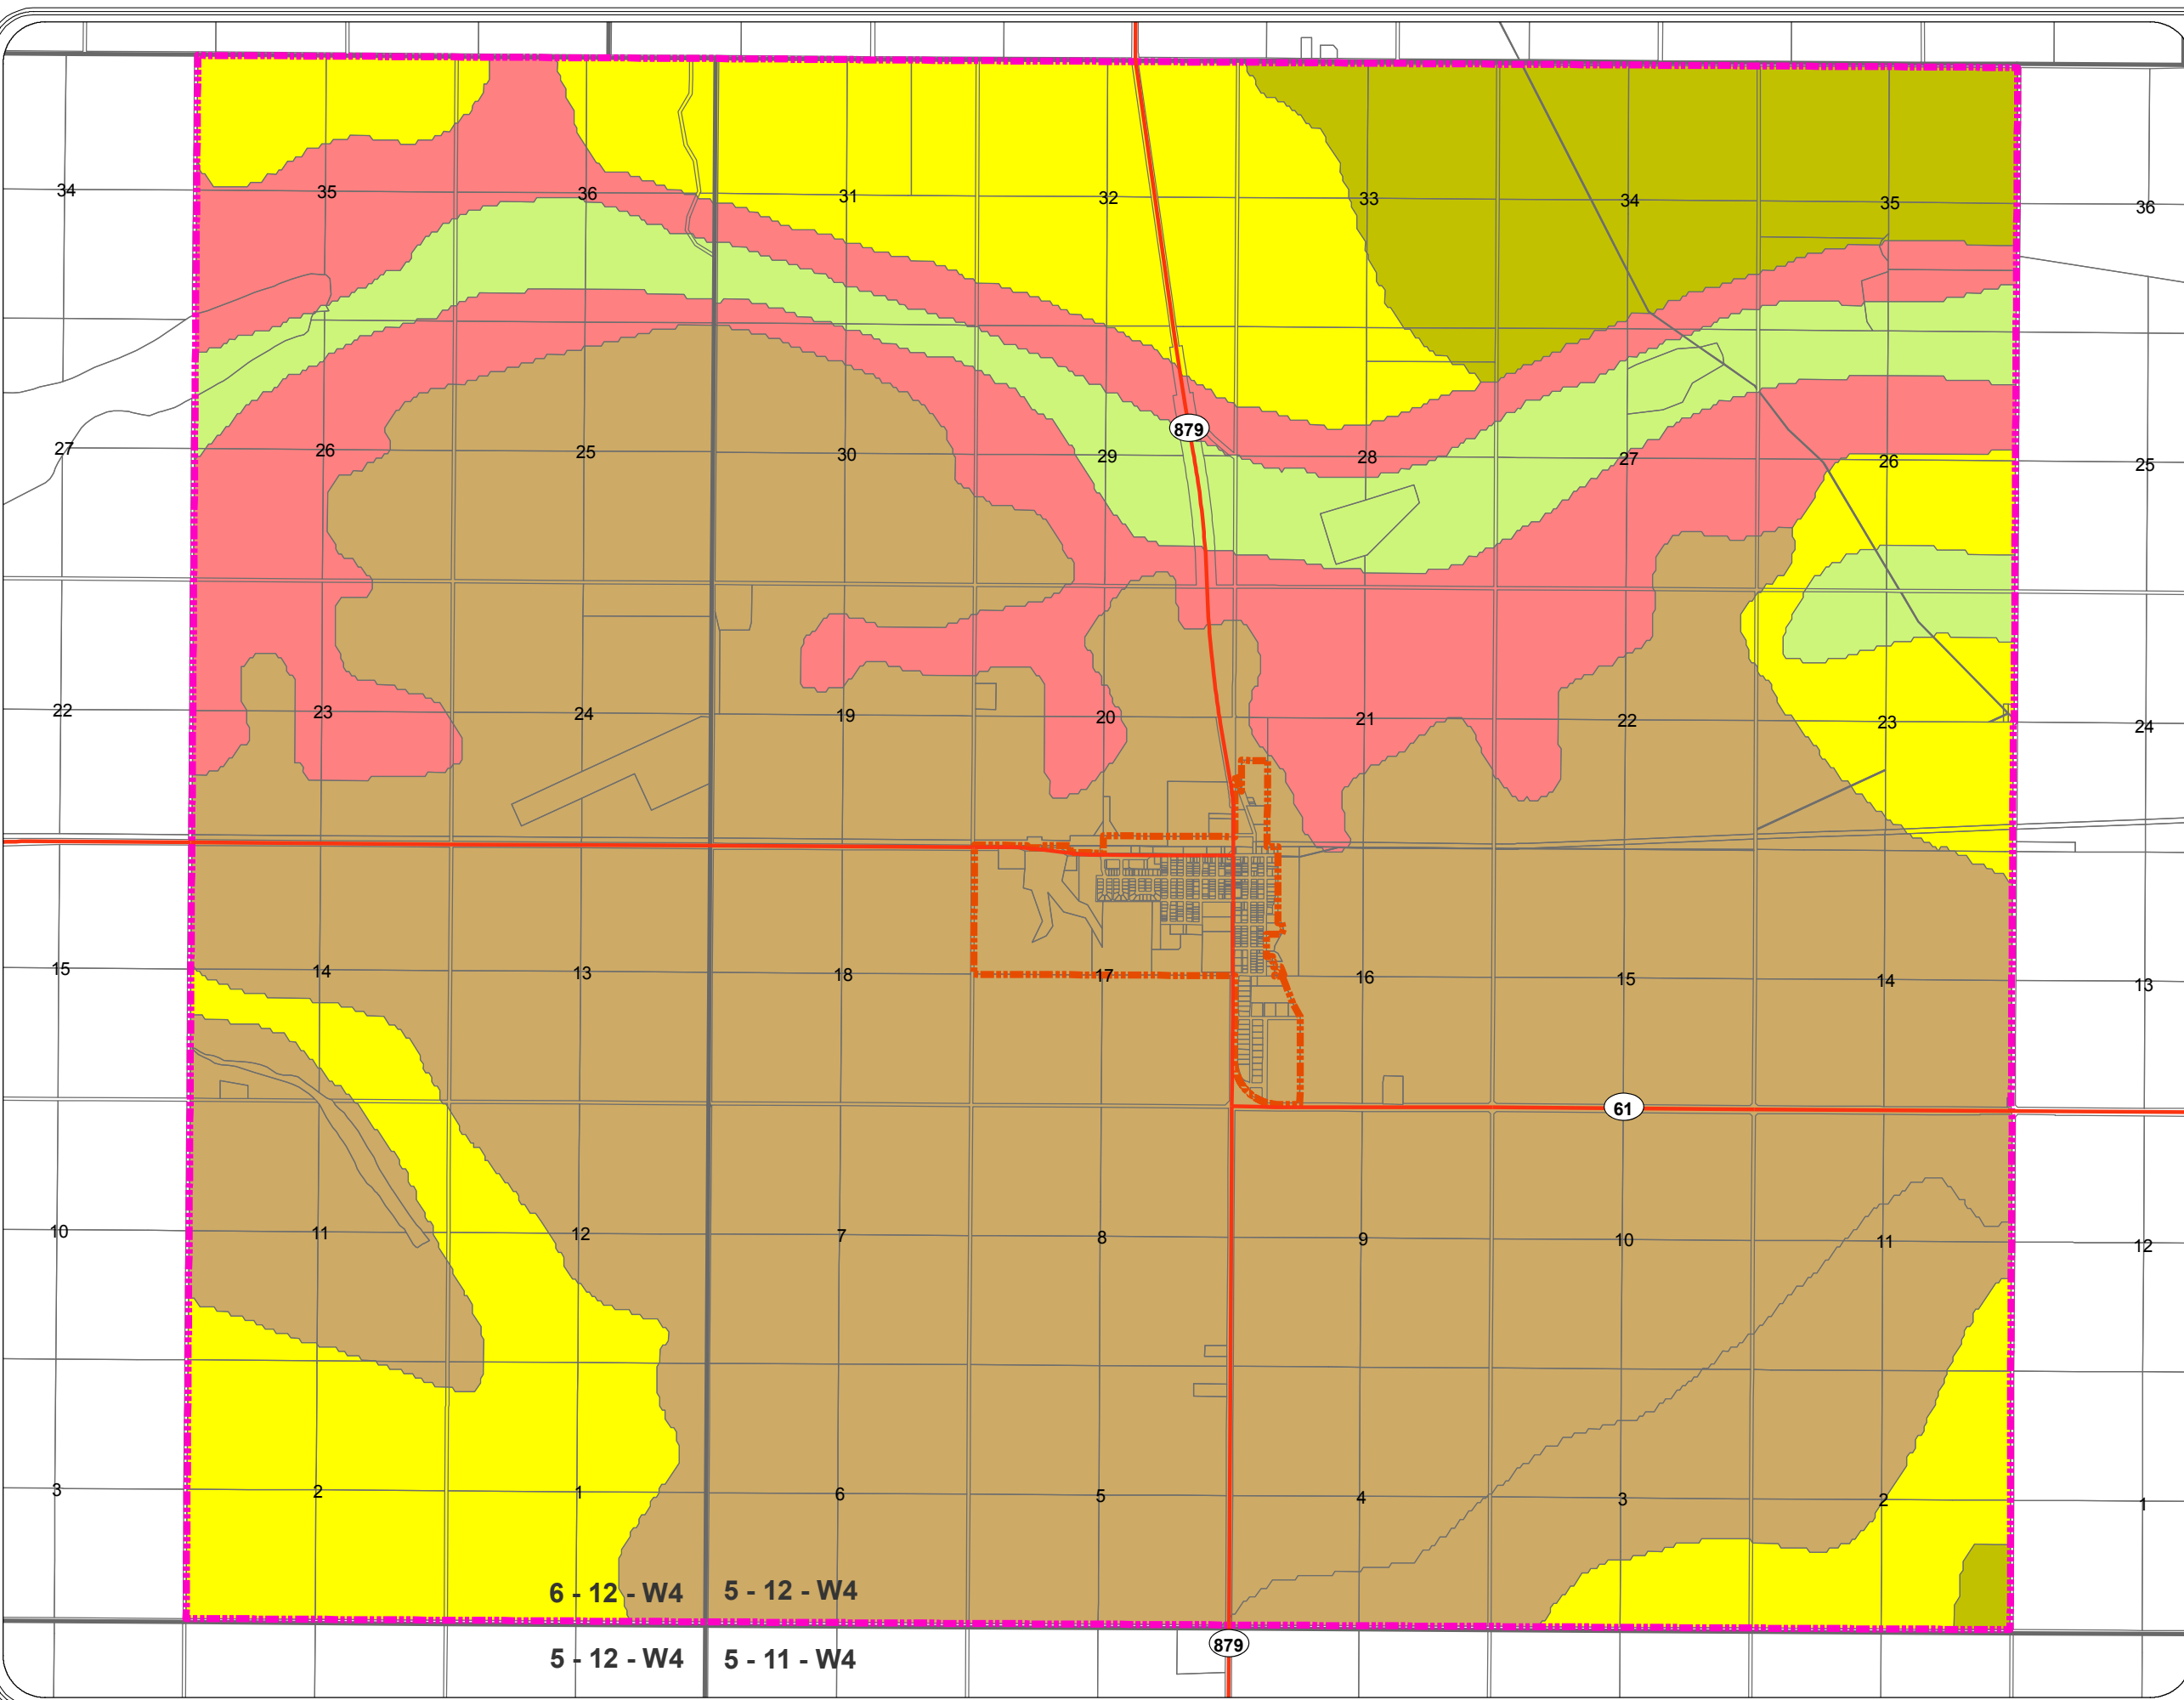 34 35 36 31 32 33 34 35 36
879
27 26 25 30 29 28 27 26 25
22 23 24 19 20 21 22 23 24
15 14 13 18 17 16 15 14 13
61
10 11 12 7 8 9 10 11 12
3 2 1 6 5 4 3 2 1
6 - 12 - W4 5 - 12 - W4
879
5 - 12 - W4 5 - 11 - W4